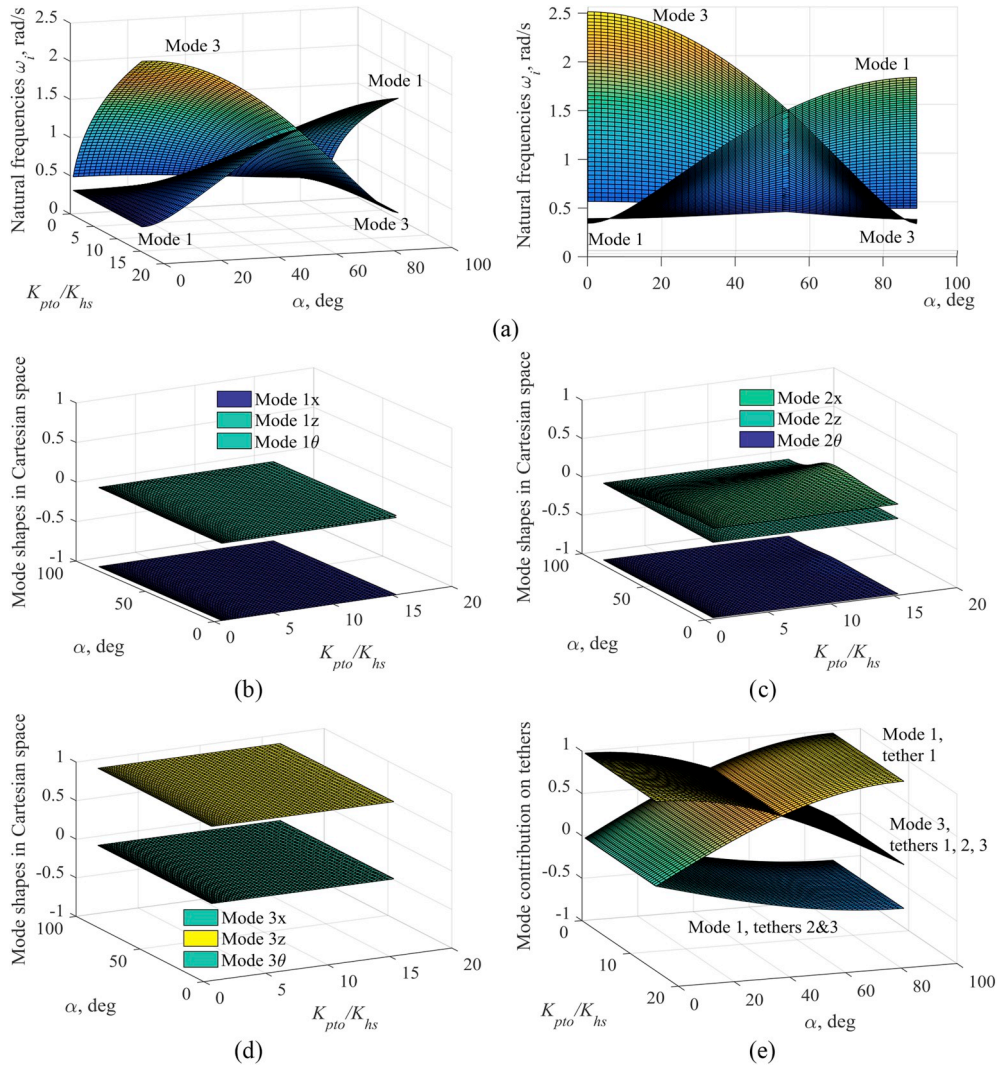 Natural frequencies ω_i, rad/s
2.5
2
1.5
1
0.5
0
0
5
10
15
20
K_pto/K_hs
0
20
40
60
80
100
α, deg
Mode 3
Mode 1
Mode 1
Mode 3
Natural frequencies ω_i, rad/s
2.5
2
1.5
1
0.5
0
0
20
40
60
80
100
α, deg
Mode 3
Mode 1
Mode 1
Mode 3
(a)
Mode shapes in Cartesian space
1
0.5
0
-0.5
-1
100
50
0
α, deg
0
5
10
15
20
K_pto/K_hs
Mode 1x
Mode 1z
Mode 1θ
(b)
Mode shapes in Cartesian space
1
0.5
0
-0.5
-1
100
50
0
α, deg
0
5
10
15
20
K_pto/K_hs
Mode 2x
Mode 2z
Mode 2θ
(c)
Mode shapes in Cartesian space
1
0.5
0
-0.5
-1
100
50
0
α, deg
0
5
10
15
20
K_pto/K_hs
Mode 3x
Mode 3z
Mode 3θ
(d)
Mode contribution on tethers
1
0.5
0
-0.5
-1
0
10
20
K_pto/K_hs
0
20
40
60
80
100
α, deg
Mode 1,
tether 1
Mode 3,
tethers 1, 2, 3
Mode 1, tethers 2&3
(e)